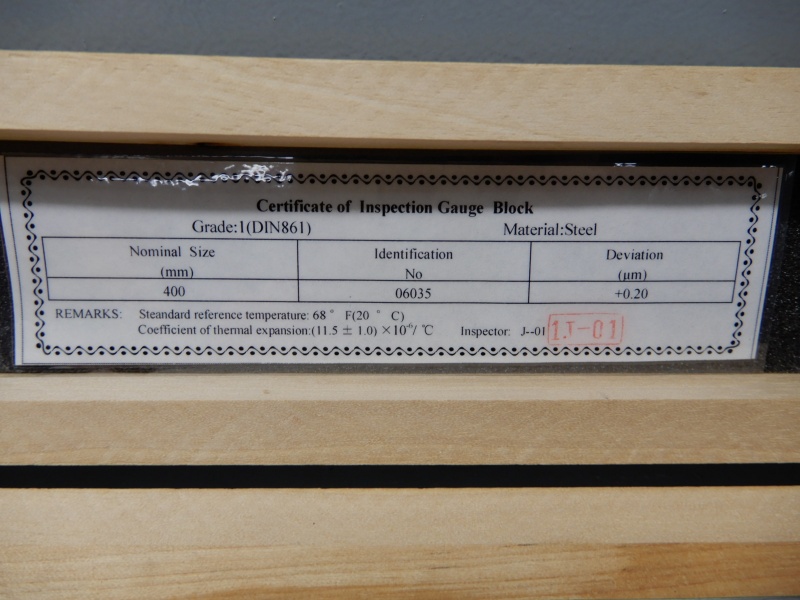 Certificate of Inspection Gauge Block
Grade:1(DIN861) Material:Steel
Nominal Size (mm) Identification No Deviation (μm)
400 06035 +0.20
REMARKS: Steandard reference temperature: 68° F(20° C)
Coefficient of thermal expansion:(11.5 ± 1.0) ×10⁻⁶/ ℃ Inspector: J--01 1J-01